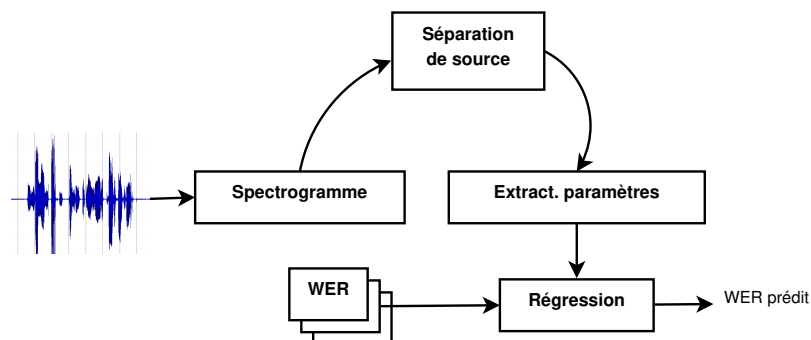 Séparation
de source
Spectrogramme
Extract. paramètres
WER
Régression
WER prédit